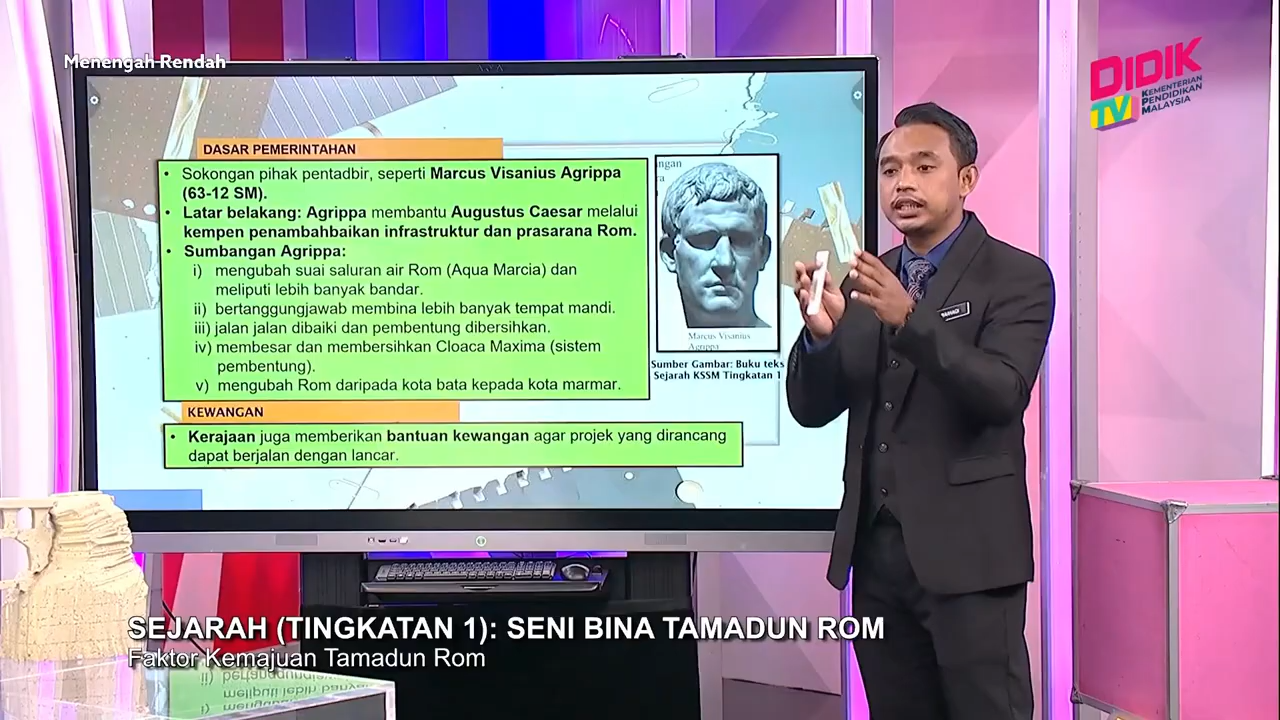 Menengah Rendah
DIDIK
TV
KEMENTERIAN
PENDIDIKAN
MALAYSIA
DASAR PEMERINTAHAN
• Sokongan pihak pentadbir, seperti Marcus Visanius Agrippa
(63-12 SM).
• Latar belakang: Agrippa membantu Augustus Caesar melalui
kempen penambahbaikan infrastruktur dan prasarana Rom.
• Sumbangan Agrippa:
i) mengubah suai saluran air Rom (Aqua Marcia) dan
meliputi lebih banyak bandar.
ii) bertanggungjawab membina lebih banyak tempat mandi.
iii) jalan jalan dibaiki dan pembentung dibersihkan.
iv) membesar dan membersihkan Cloaca Maxima (sistem
pembentung).
v) mengubah Rom daripada kota bata kepada kota marmar.
Marcus Visanius
Agrippa
Sumber Gambar: Buku teks
Sejarah KSSM Tingkatan 1
KEWANGAN
• Kerajaan juga memberikan bantuan kewangan agar projek yang dirancang
dapat berjalan dengan lancar.
SEJARAH (TINGKATAN 1): SENI BINA TAMADUN ROM
Faktor Kemajuan Tamadun Rom